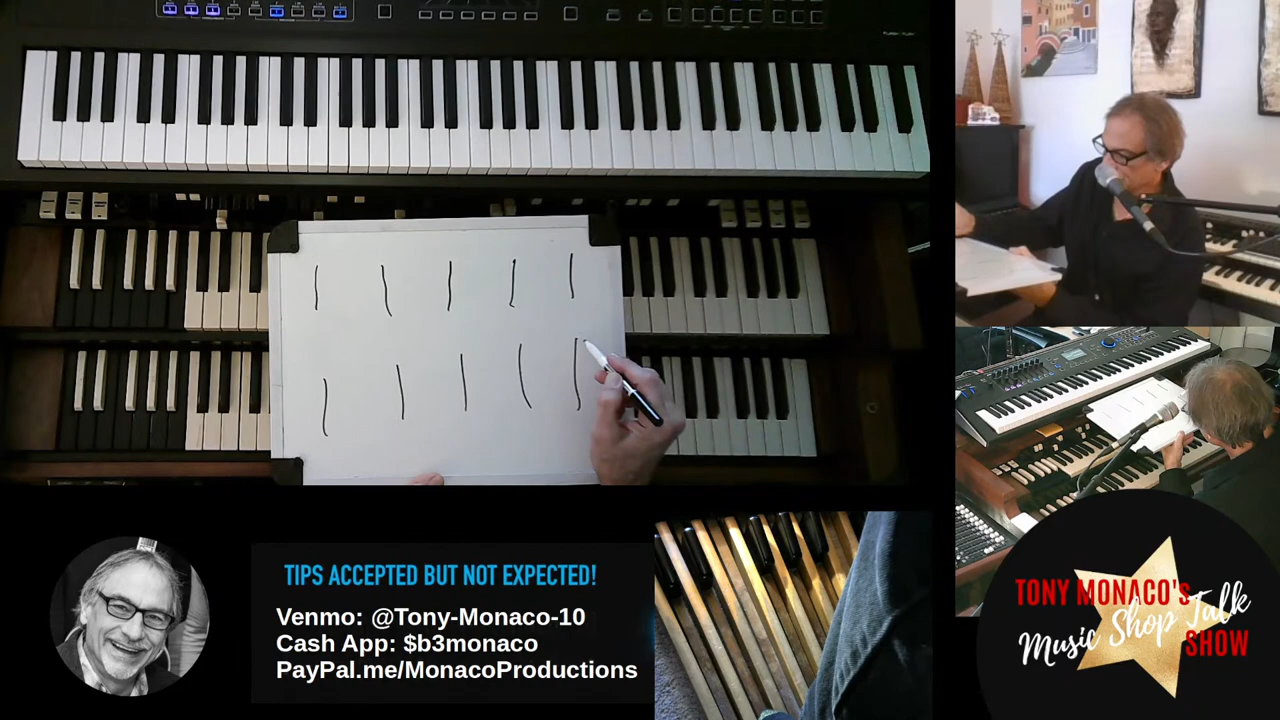 TIPS ACCEPTED BUT NOT EXPECTED!
Venmo: @Tony-Monaco-10
Cash App: $b3monaco
PayPal.me/MonacoProductions
TONY MONACO'S
Music Shop Talk
SHOW